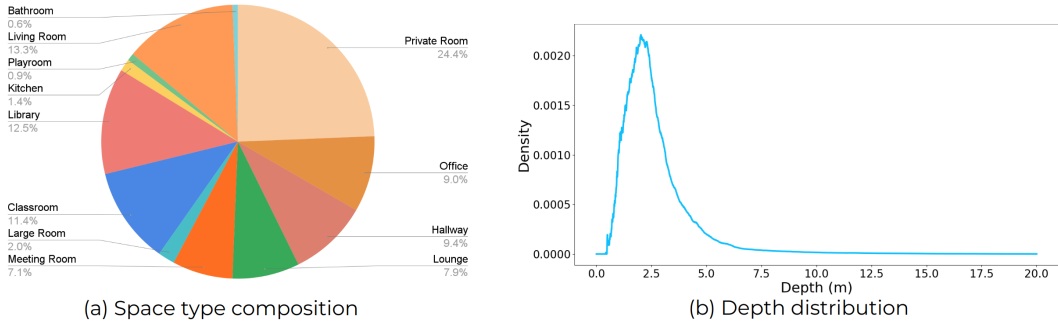 Bathroom
0.6%
Living Room
13.3%
Playroom
0.9%
Kitchen
1.4%
Library
12.5%
Classroom
11.4%
Large Room
2.0%
Meeting Room
7.1%
Private Room
24.4%
Office
9.0%
Hallway
9.4%
Lounge
7.9%
(a) Space type composition
Density
0.0020
0.0015
0.0010
0.0005
0.0000
0.0 2.5 5.0 7.5 10.0 12.5 15.0 17.5 20.0
Depth (m)
(b) Depth distribution